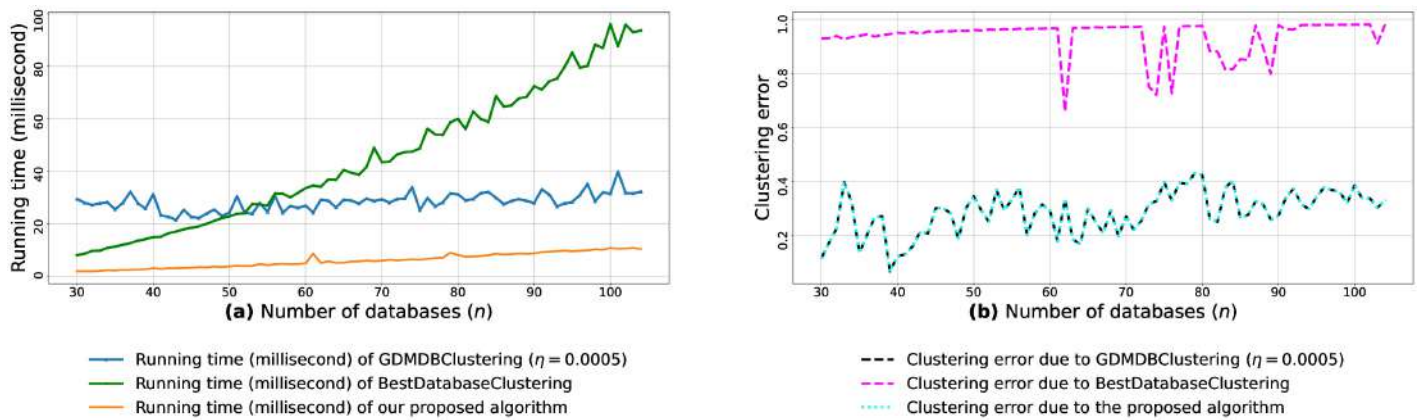 Running time (millisecond)
100
80
60
40
20
0
30 40 50 60 70 80 90 100
(a) Number of databases (n)
Running time (millisecond) of GDMDBClustering (η = 0.0005)
Running time (millisecond) of BestDatabaseClustering
Running time (millisecond) of our proposed algorithm
Clustering error
1.0
0.8
0.6
0.4
0.2
30 40 50 60 70 80 90 100
(b) Number of databases (n)
Clustering error due to GDMDBClustering (η = 0.0005)
Clustering error due to BestDatabaseClustering
Clustering error due to the proposed algorithm